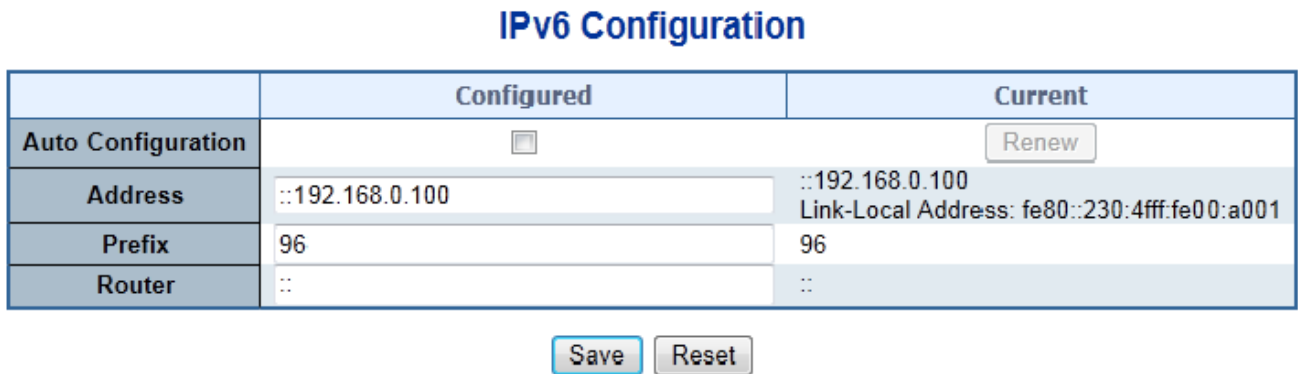 IPv6 Configuration
Configured Current
Auto Configuration Renew
Address ::192.168.0.100 ::192.168.0.100
Link-Local Address: fe80::230:4fff:fe00:a001
Prefix 96 96
Router :: ::
Save Reset